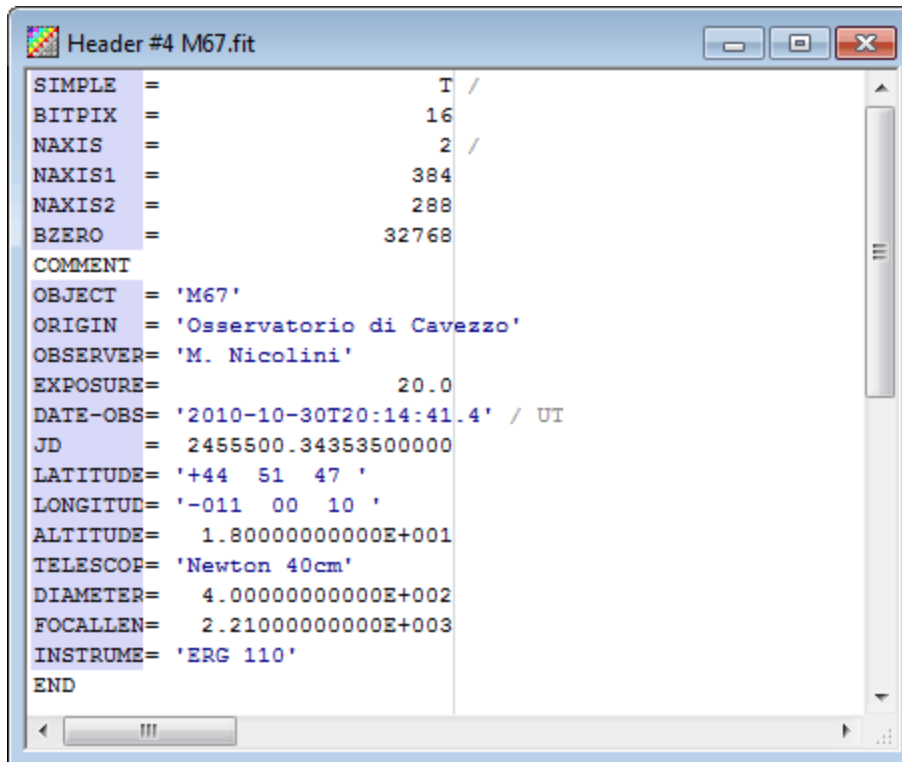 Header #4 M67.fit
SIMPLE  =                    T /
BITPIX  =                   16
NAXIS   =                    2 /
NAXIS1  =                  384
NAXIS2  =                  288
BZERO   =                32768
COMMENT
OBJECT  = 'M67'
ORIGIN  = 'Osservatorio di Cavezzo'
OBSERVER= 'M. Nicolini'
EXPOSURE=                 20.0
DATE-OBS= '2010-10-30T20:14:41.4' / UT
JD      =  2455500.34353500000
LATITUDE= '+44  51  47 '
LONGITUD= '-011  00  10 '
ALTITUDE=   1.80000000000E+001
TELESCOP= 'Newton 40cm'
DIAMETER=   4.00000000000E+002
FOCALLEN=   2.21000000000E+003
INSTRUME= 'ERG 110'
END